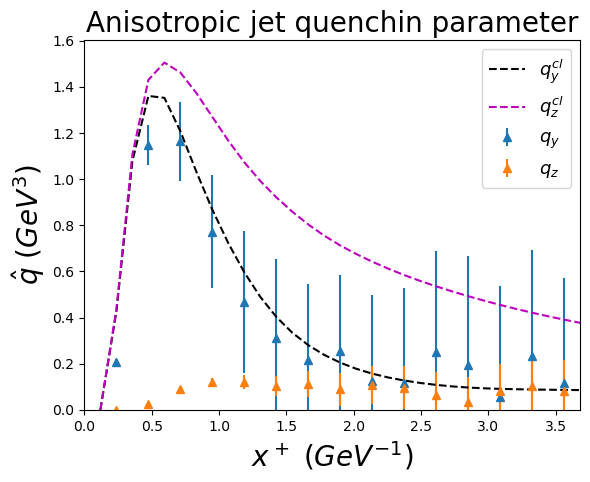 Anisotropic jet quenchin parameter
1.6
1.4
1.2
1.0
0.8
0.6
0.4
0.2
0.0
q̂ (GeV³)
q_y^{cl}
q_z^{cl}
q_y
q_z
0.0 0.5 1.0 1.5 2.0 2.5 3.0 3.5
x⁺ (GeV⁻¹)